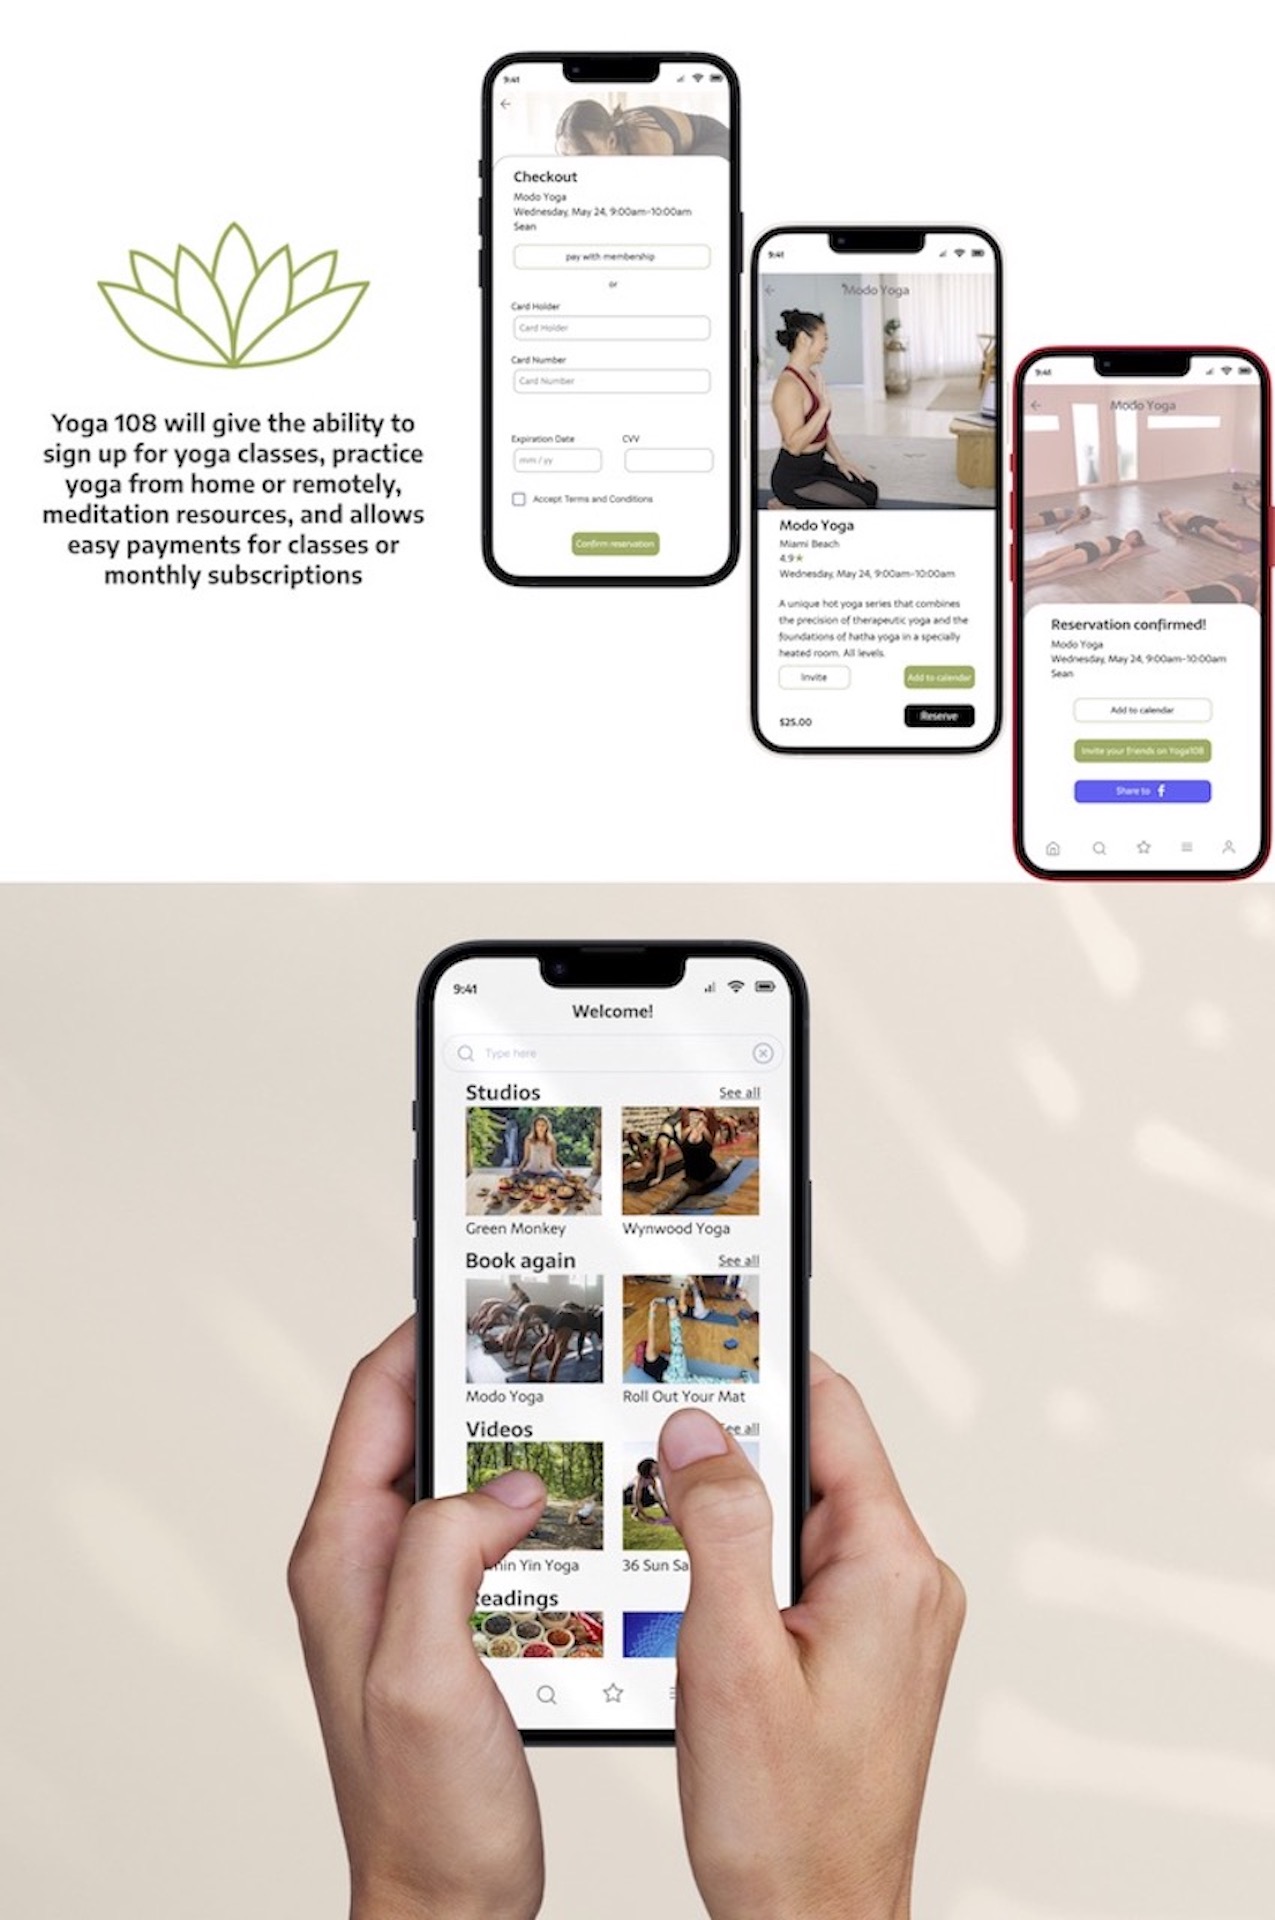 Yoga 108 will give the ability to
sign up for yoga classes, practice
yoga from home or remotely,
meditation resources, and allows
easy payments for classes or
monthly subscriptions
9:41
Checkout
Modo Yoga
Wednesday, May 24, 9:00am-10:00am
Sean
pay with membership
or
Card Holder
Card Holder
Card Number
Card Number
Expiration Date CVV
mm / yy
Accept Terms and Conditions
Confirm reservation
9:41
Modo Yoga
Modo Yoga
Miami Beach
4.9★
Wednesday, May 24, 9:00am-10:00am
A unique hot yoga series that combines
the precision of therapeutic yoga and the
foundations of hatha yoga in a specially
heated room. All levels.
Invite Add to calendar
$25.00 Reserve
9:41
Modo Yoga
Reservation confirmed!
Modo Yoga
Wednesday, May 24, 9:00am-10:00am
Sean
Add to calendar
Invite your friends on Yoga108
Share to f
9:41
Welcome!
Type here
Studios See all
Green Monkey Wynwood Yoga
Book again See all
Modo Yoga Roll Out Your Mat
Videos See all
Yin Yoga 36 Sun
Readings